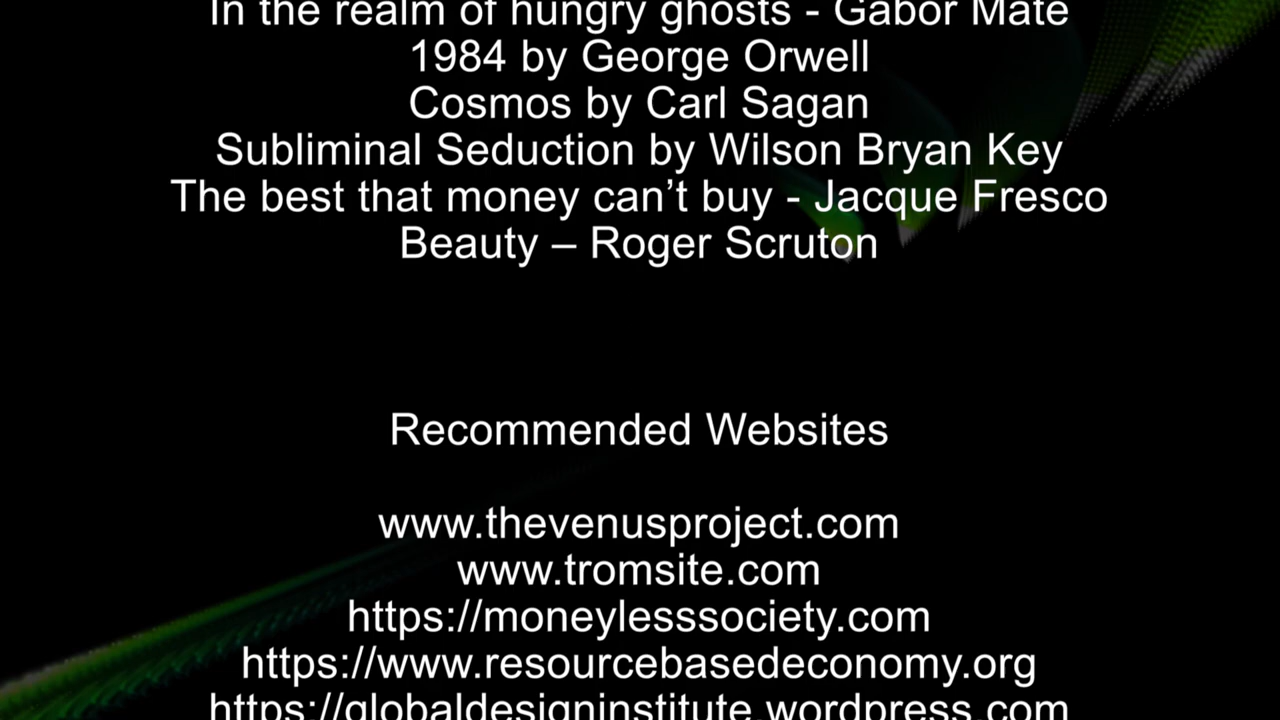 In the realm of hungry ghosts - Gabor Mate
1984 by George Orwell
Cosmos by Carl Sagan
Subliminal Seduction by Wilson Bryan Key
The best that money can’t buy - Jacque Fresco
Beauty – Roger Scruton
Recommended Websites
www.thevenusproject.com
www.tromsite.com
https://moneylesssociety.com
https://www.resourcebasedeconomy.org
https://globaldesigninstitute.wordpress.com